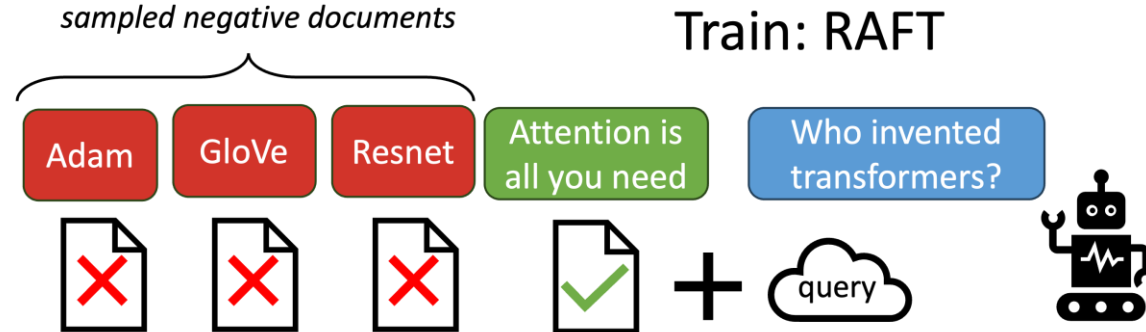 sampled negative documents
Train: RAFT
Adam
GloVe
Resnet
Attention is
all you need
Who invented
transformers?
query